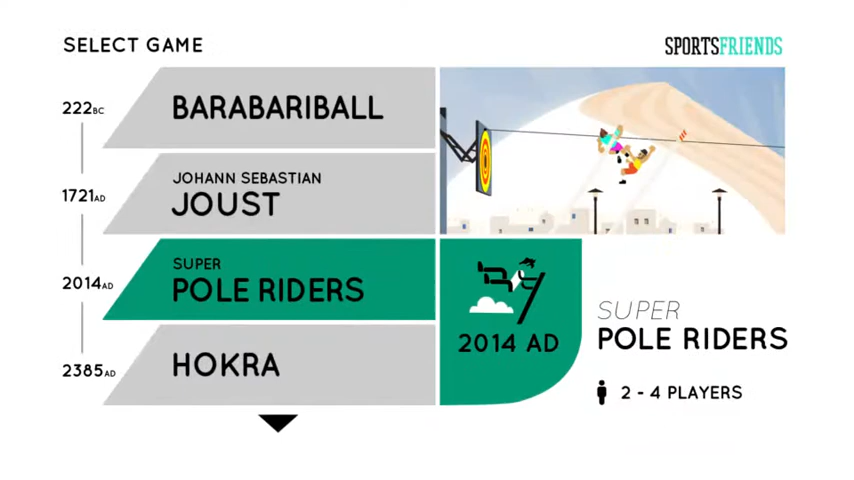 SELECT GAME
SPORTSFRIENDS
222BC
BARABARIBALL
1721AD
JOHANN SEBASTIAN
JOUST
2014AD
SUPER
POLE RIDERS
2385AD
HOKRA
2014 AD
SUPER
POLE RIDERS
2 - 4 PLAYERS